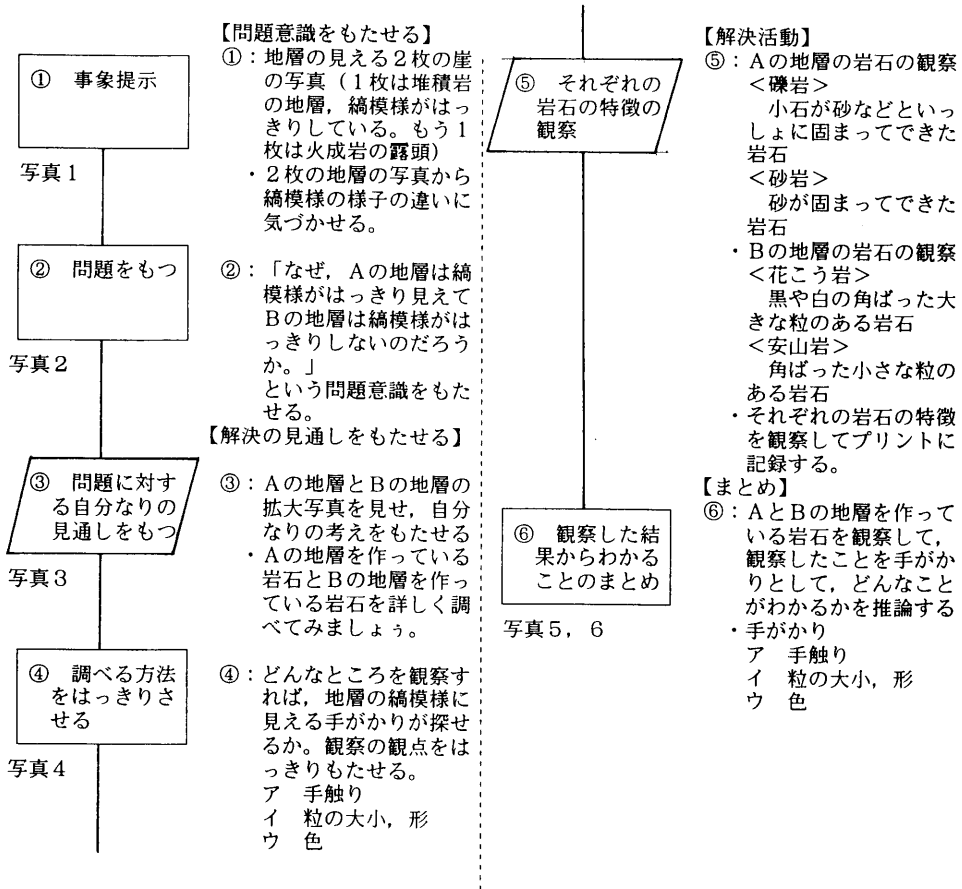 ① 事象提示
写真1
② 問題をもつ
写真2
③ 問題に対す
る自分なりの
見通しをもつ
写真3
④ 調べる方法
をはっきりさ
せる
写真4
【問題意識をもたせる】
①：地層の見える2枚の崖
の写真（1枚は堆積岩
の地層，縞模様がはっ
きりしている。もう1
枚は火成岩の露頭）
・2枚の地層の写真から
縞模様の様子の違いに
気づかせる。
②：「なぜ，Aの地層は縞
模様がはっきり見えて
Bの地層は縞模様がは
っきりしないのだろう
か。」
という問題意識をもた
せる。
【解決の見通しをもたせる】
③：Aの地層とBの地層の
拡大写真を見せ，自分
なりの考えをもたせる
・Aの地層を作っている
岩石とBの地層を作っ
ている岩石を詳しく調
べてみましょぅ。
④：どんなところを観察す
れば，地層の縞模様に
見える手がかりが探せ
るか。観察の観点をは
っきりもたせる。
ア 手触り
イ 粒の大小，形
ウ 色
⑤ それぞれの
岩石の特徴の
観察
⑥ 観察した結
果からわかる
ことのまとめ
写真5，6
【解決活動】
⑤：Aの地層の岩石の観察
＜礫岩＞
小石が砂などといっ
しょに固まってできた
岩石
＜砂岩＞
砂が固まってできた
岩石
・Bの地層の岩石の観察
＜花こう岩＞
黒や白の角ばった大
きな粒のある岩石
＜安山岩＞
角ばった小さな粒の
ある岩石
・それぞれの岩石の特徴
を観察してプリントに
記録する。
【まとめ】
⑥：AとBの地層を作って
いる岩石を観察して，
観察したことを手がか
りとして，どんなこと
がわかるかを推論する
・手がかり
ア 手触り
イ 粒の大小，形
ウ 色